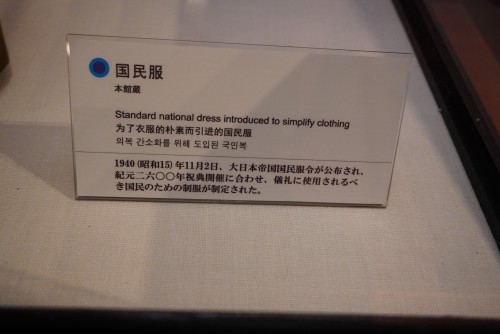 国民服
本館蔵
Standard national dress introduced to simplify clothing
为了衣服的朴素而引进的国民服
의복 간소화를 위해 도입된 국민복
1940(昭和15)年11月2日、大日本帝国国民服令が公布され、
紀元二六〇〇年祝典開催に合わせ、儀礼に使用されるべ
き国民のための制服が制定された。